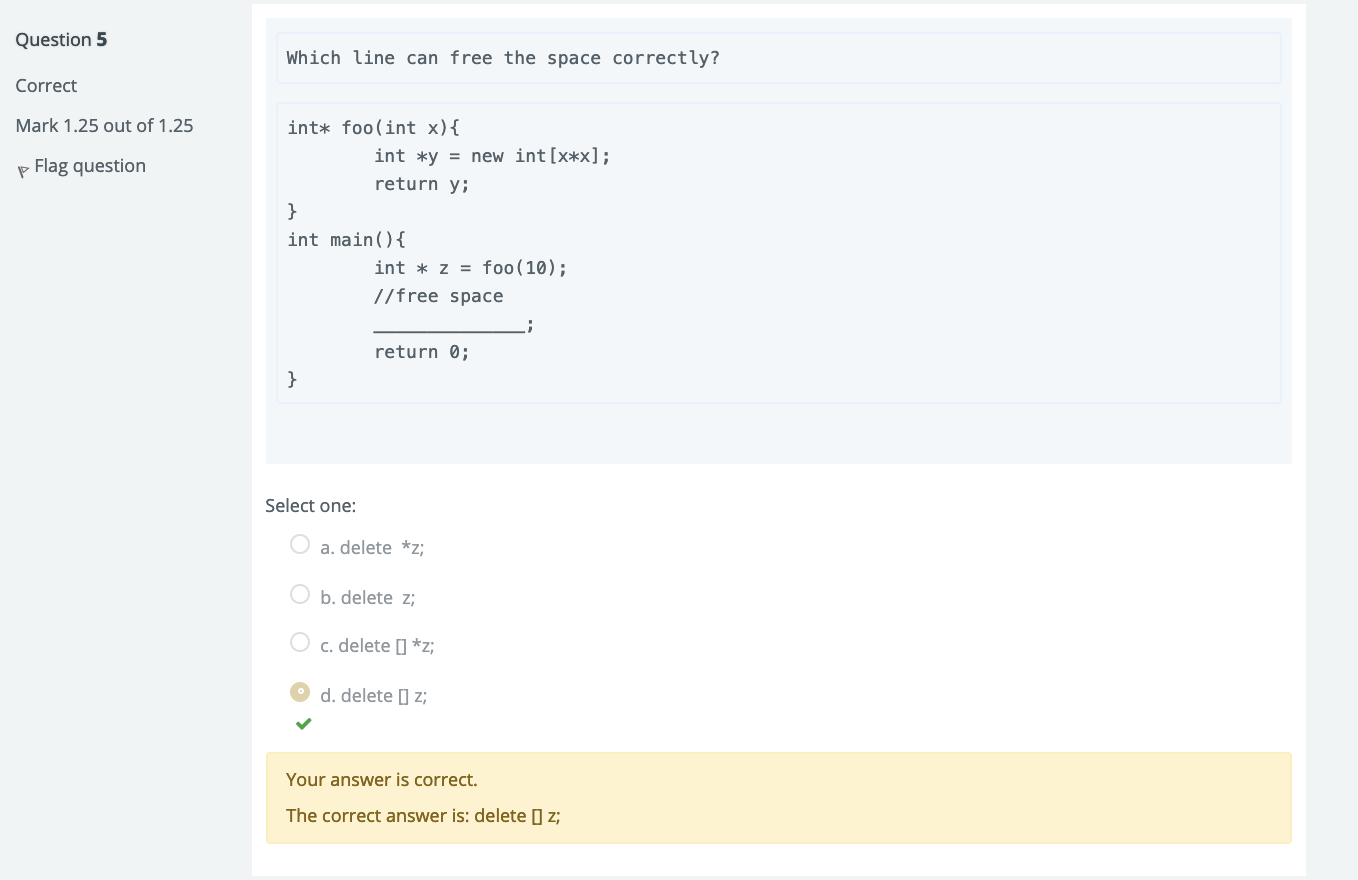 Question 5
Correct
Mark 1.25 out of 1.25
Flag question
Which line can free the space correctly?
int* foo(int x){
        int *y = new int[x*x];
        return y;
}
int main(){
        int * z = foo(10);
        //free space
        ______________;
        return 0;
}
Select one:
a. delete  *z;
b. delete  z;
c. delete [] *z;
d. delete [] z;
Your answer is correct.
The correct answer is: delete [] z;